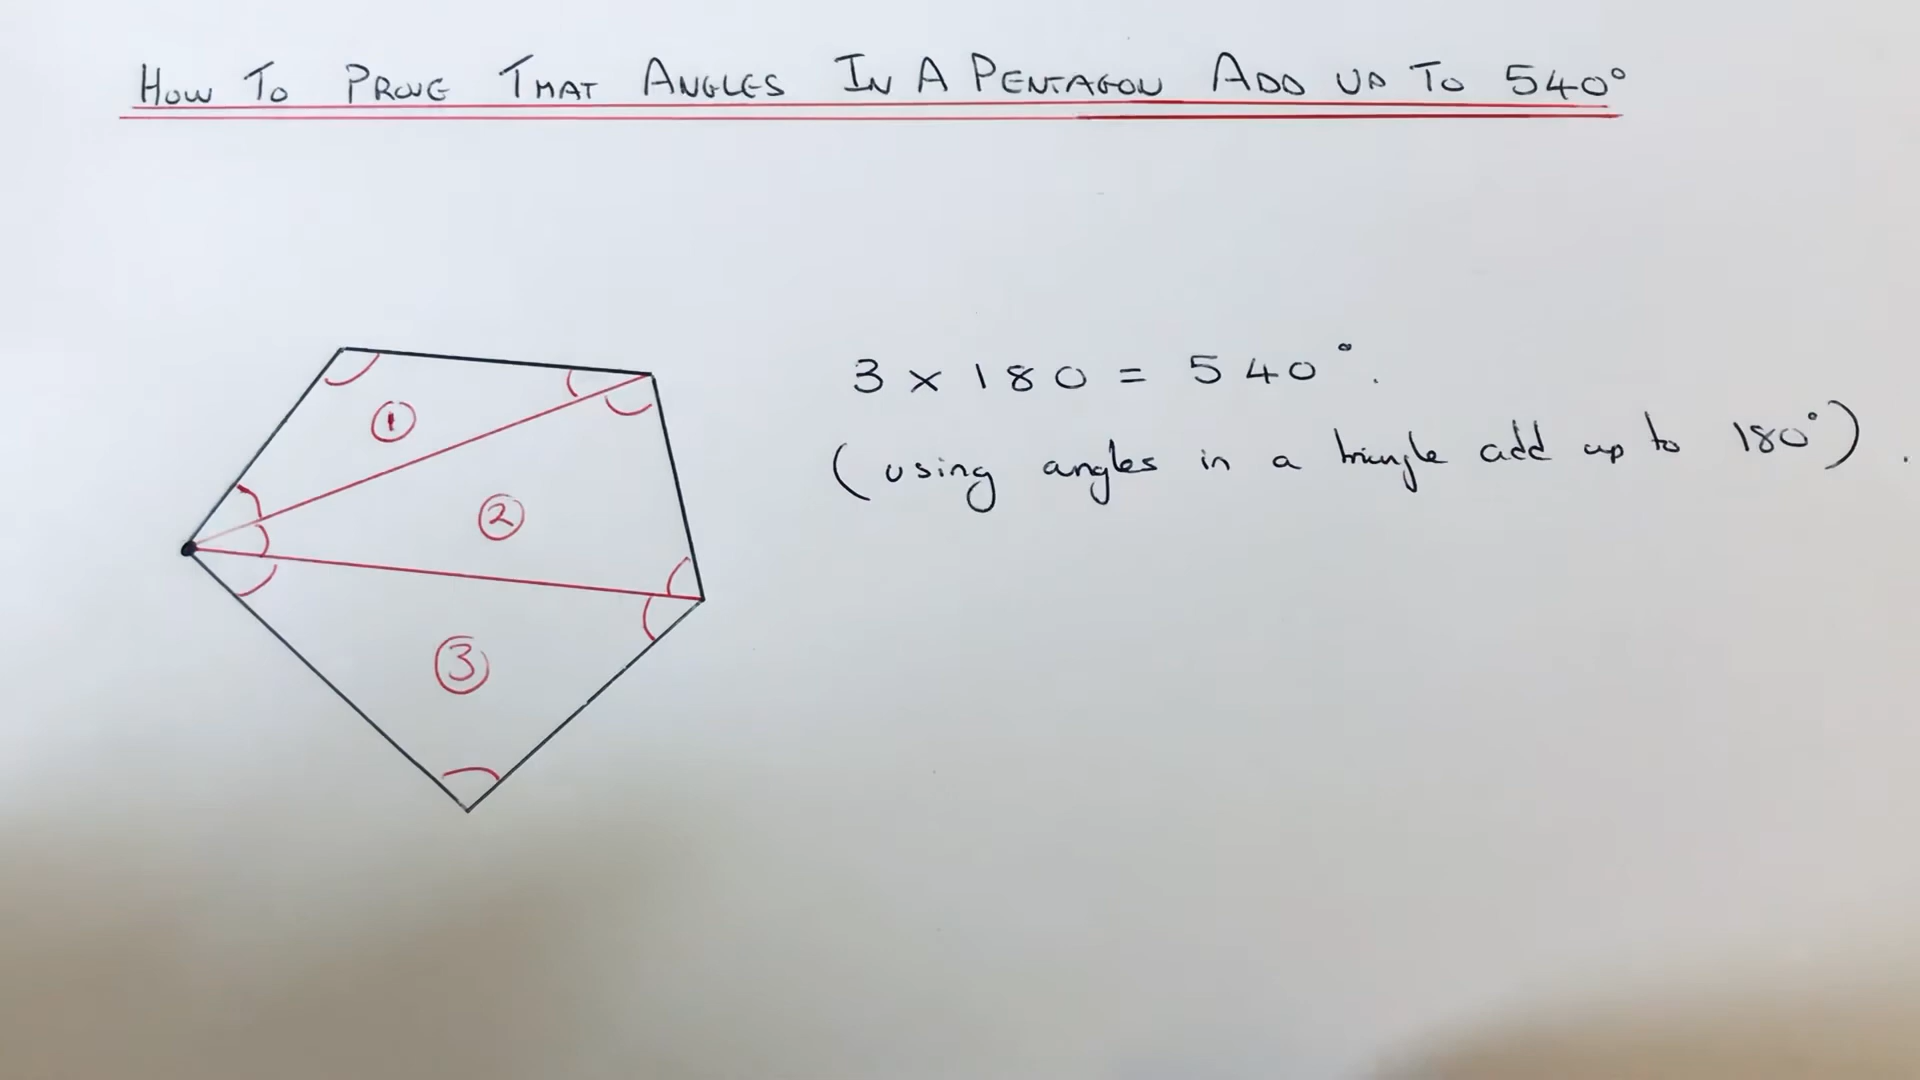 HOW TO PROVE THAT ANGLES IN A PENTAGON ADD UP TO 540°
3 × 180 = 540°.
(using angles in a triangle add up to 180°).
①
②
③